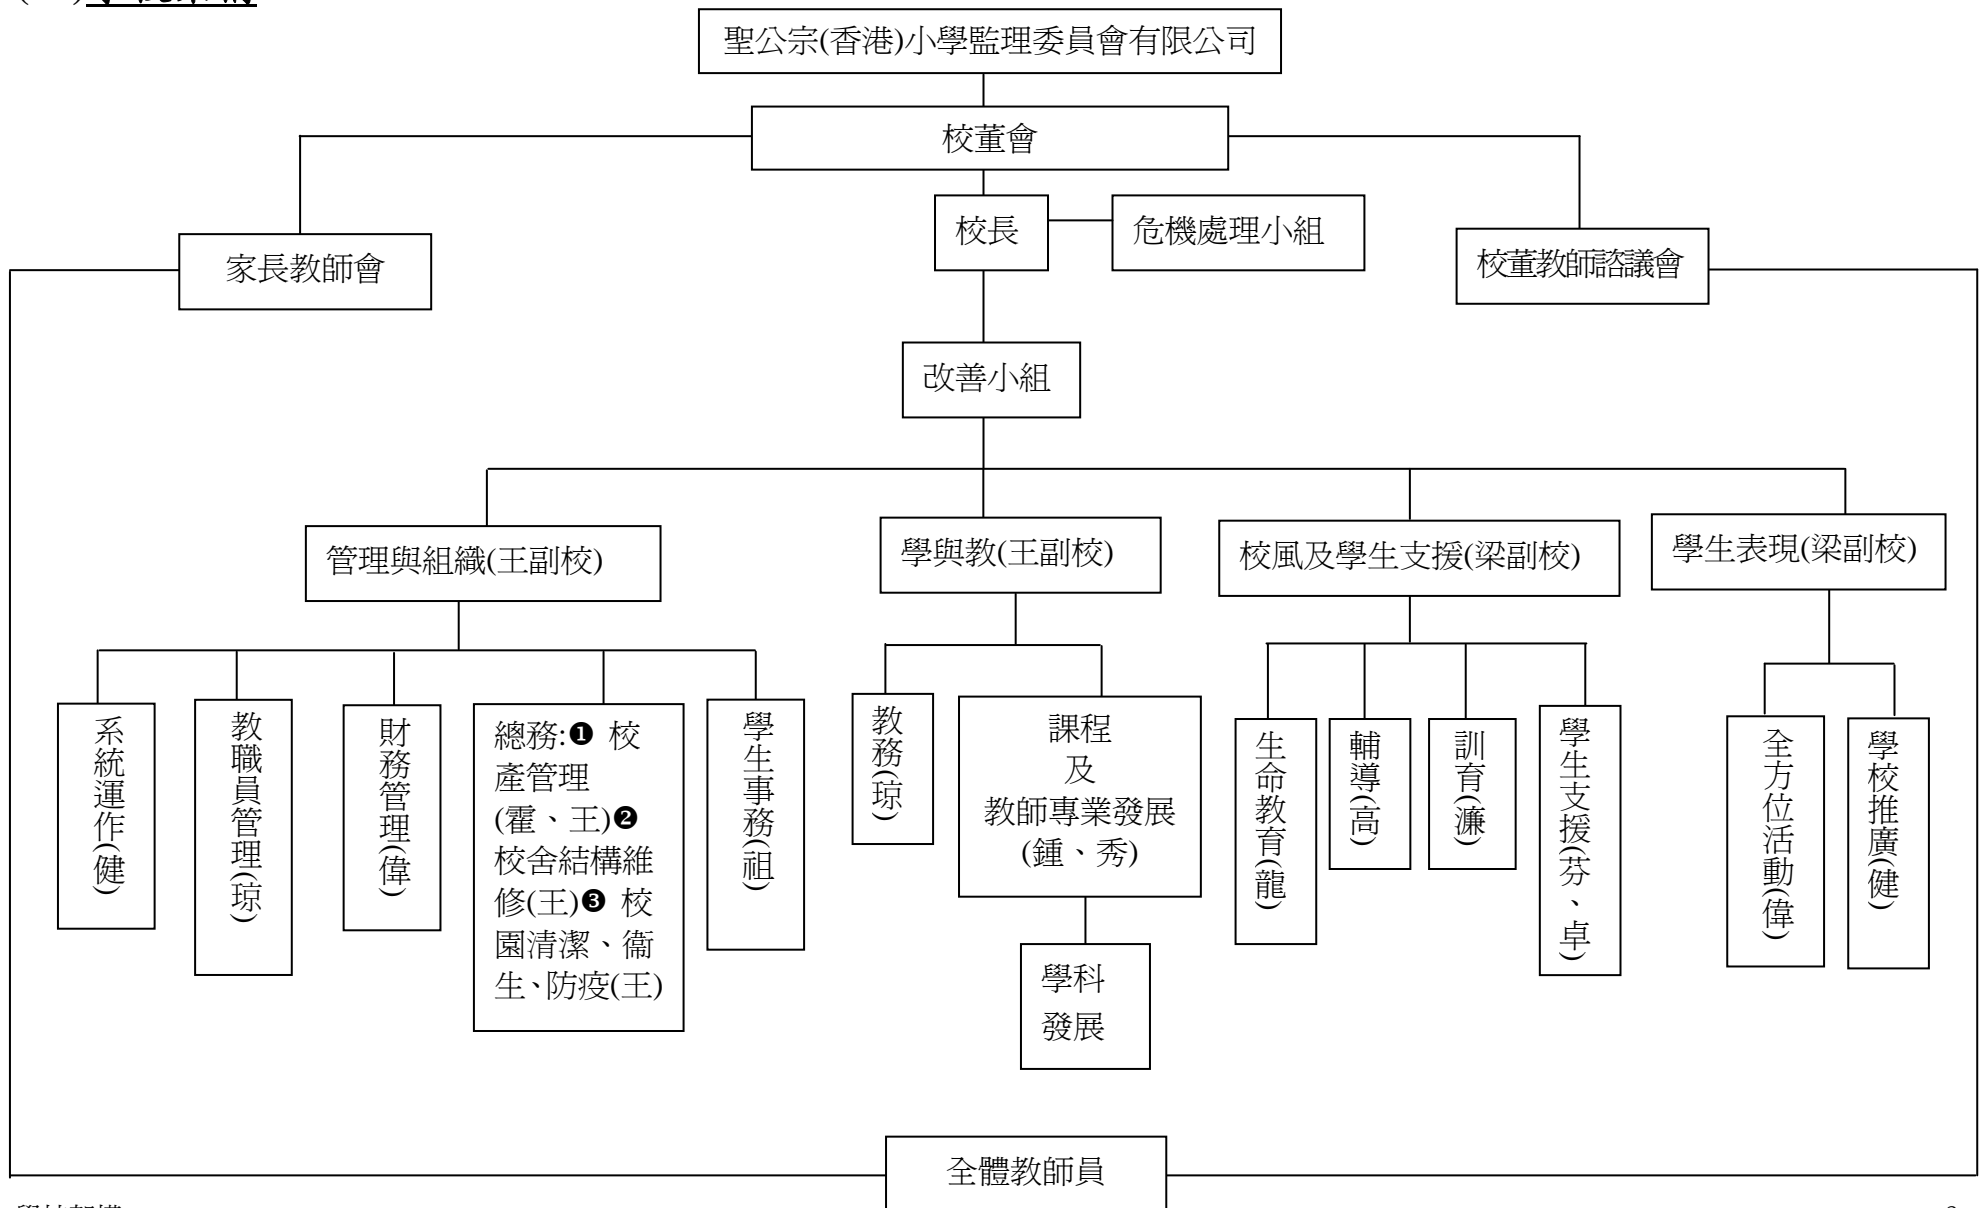 聖公宗(香港)小學監理委員會有限公司
校董會
校長
危機處理小組
家長教師會
校董教師諮議會
改善小組
管理與組織(王副校)
學與教(王副校)
校風及學生支援(梁副校)
學生表現(梁副校)
系統運作(健)
教職員管理(琼)
財務管理(偉)
總務:❶ 校
產管理
(霍、王)❷
校舍結構維
修(王)❸ 校
園清潔、衞
生、防疫(王)
學生事務(祖)
教務(琼)
課程
及
教師專業發展
(鍾、秀)
學科
發展
生命教育(龍)
輔導(高)
訓育(濂)
學生支援(芬、卓)
全方位活動(偉)
學校推廣(健)
全體教師員